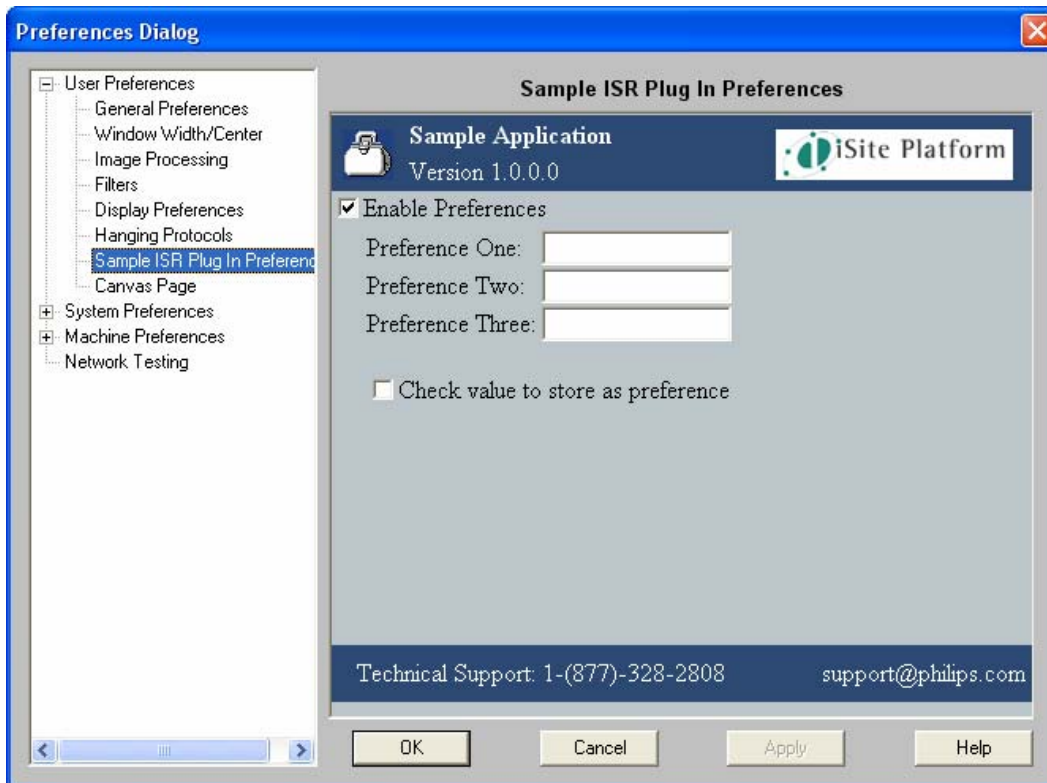 Preferences Dialog
User Preferences
General Preferences
Window Width/Center
Image Processing
Filters
Display Preferences
Hanging Protocols
Sample ISR Plug In Preferenc
Canvas Page
System Preferences
Machine Preferences
Network Testing
Sample ISR Plug In Preferences
Sample Application
Version 1.0.0.0
iSite Platform
Enable Preferences
Preference One:
Preference Two:
Preference Three:
Check value to store as preference
Technical Support: 1-(877)-328-2808
support@philips.com
OK
Cancel
Apply
Help